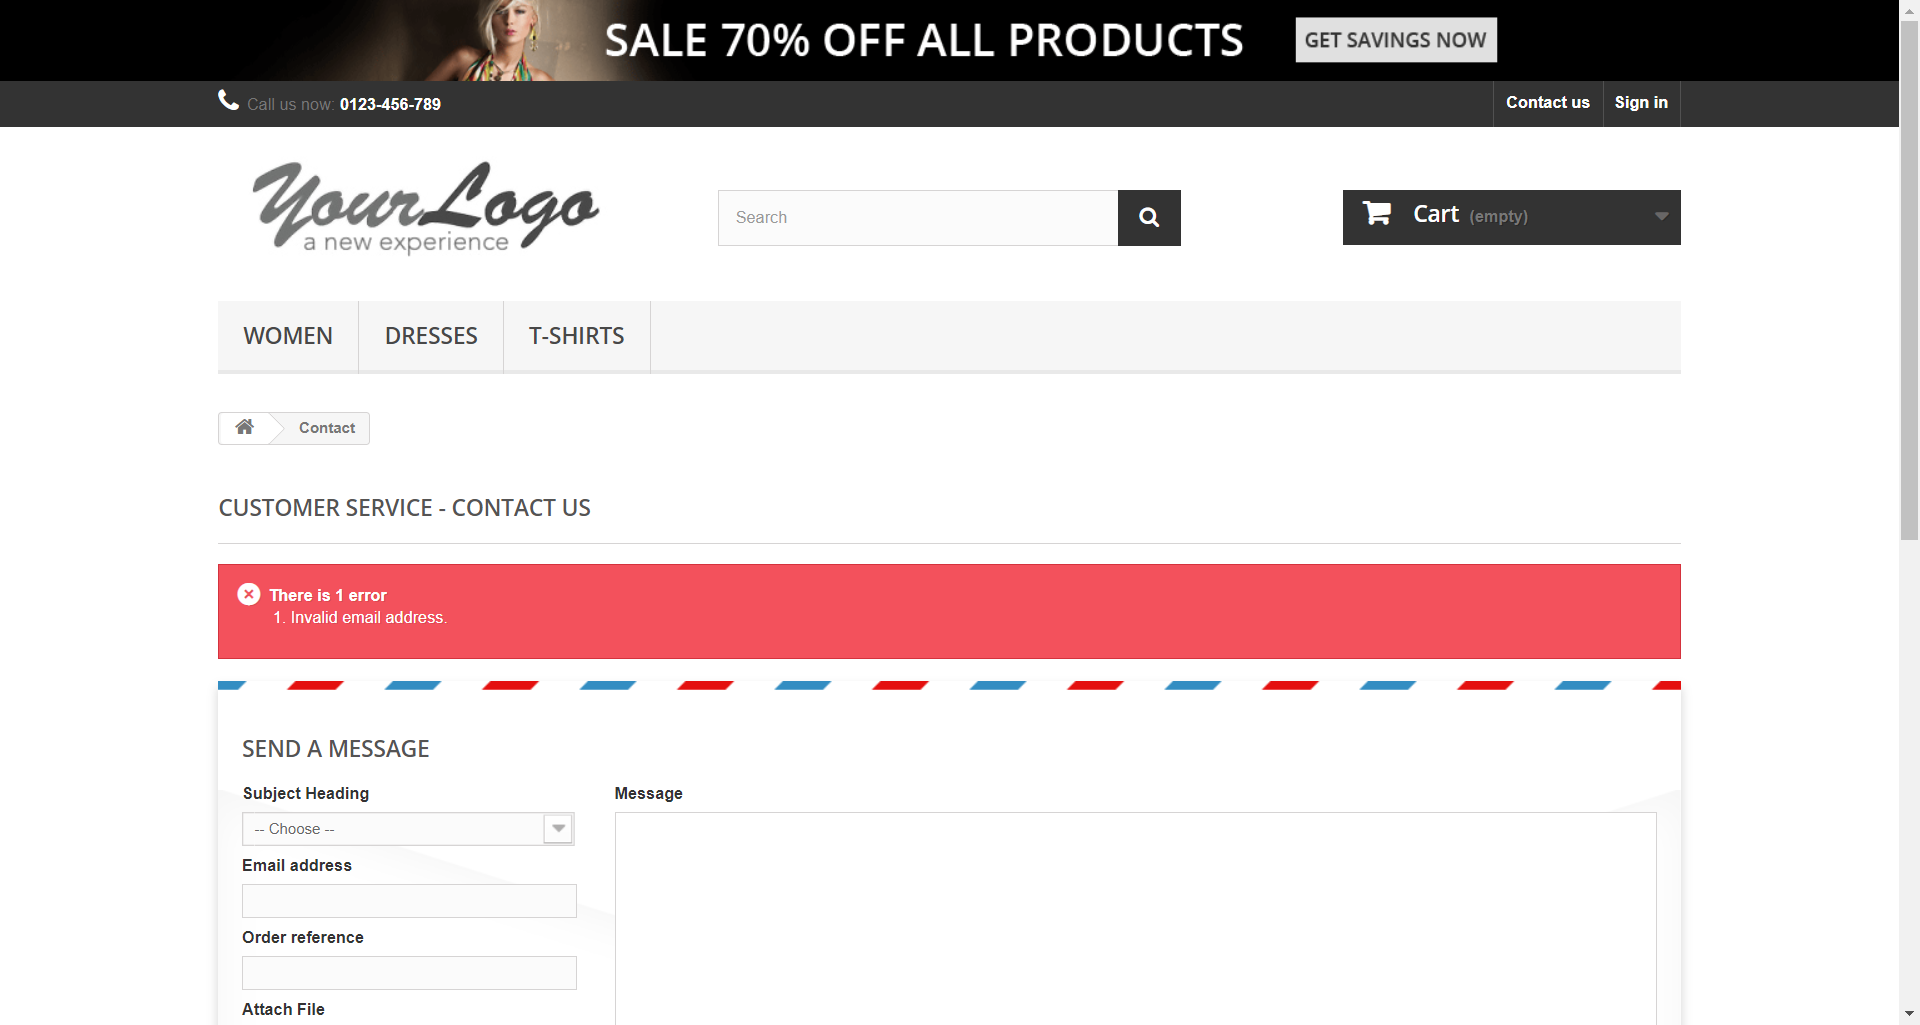 SALE 70% OFF ALL PRODUCTS GET SAVINGS NOW
Call us now: 0123-456-789 Contact us Sign in
YourLogo
a new experience
Search
Cart (empty)
WOMEN DRESSES T-SHIRTS
Contact
CUSTOMER SERVICE - CONTACT US
There is 1 error
1. Invalid email address.
SEND A MESSAGE
Subject Heading
-- Choose --
Email address
Order reference
Attach File
Message